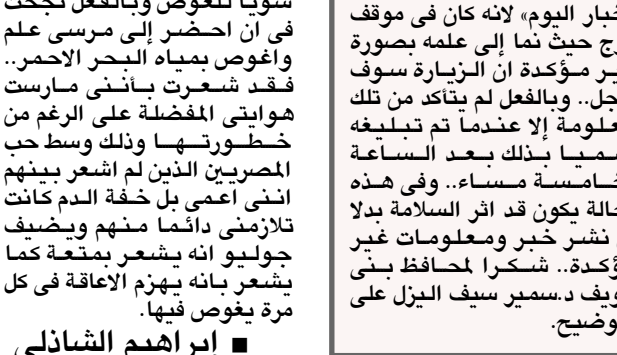 خبار اليوم» لانه كان فى موقف
رج حيث نما إلى علمه بصورة
ير مؤكدة ان الزيارة سوف
جل.. وبالفعل لم يتأكد من تلك
علومة إلا عندما تم تبليغه
سميا بذلك بعد الساعة
خامسة مساء.. وفى هذه
حالة يكون قد اثر السلامة بدلا
نشر خبر ومعلومات غير
ؤكدة.. شكرا لمحافظ بنى
ويف د.سمير سيف اليزل على
وضيح.
سويا للغوص وبالفعل نجحت
فى ان احضر إلى مرسى علم
واغوص بمياه البحر الاحمر..
فقد شعرت بأننى مارست
هوايتى المفضلة على الرغم من
خطورتها وذلك وسط حب
المصريين الذين لم اشعر بينهم
اننى اعمى بل خفة الدم كانت
تلازمنى دائما منهم ويضيف
جوليو انه يشعر بمتعة كما
يشعر بانه يهزم الاعاقة فى كل
مرة يغوص فيها.
■ إبراهيم الشاذلى